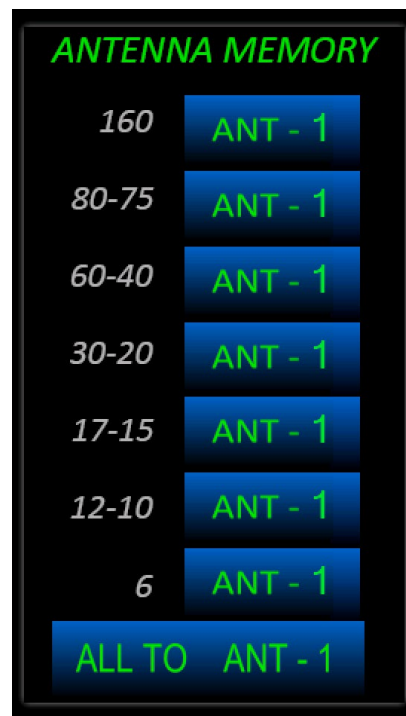 ANTENNA MEMORY
160 ANT - 1
80-75 ANT - 1
60-40 ANT - 1
30-20 ANT - 1
17-15 ANT - 1
12-10 ANT - 1
6 ANT - 1
ALL TO ANT - 1